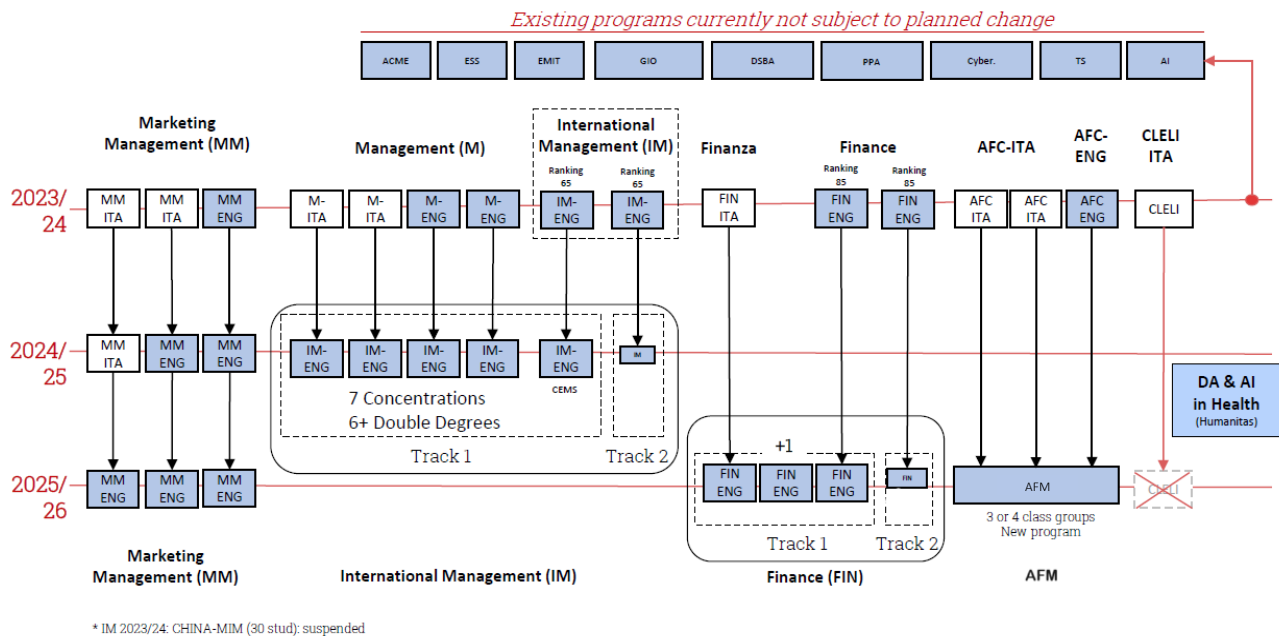 Existing programs currently not subject to planned change
ACME ESS EMIT GIO DSBA PPA Cyber. TS AI
Marketing
Management (MM)
Management (M)
International
Management (IM)
Finanza
Finance
AFC-ITA
AFC-
ENG
CLELI
ITA
Ranking
65
Ranking
65
Ranking
85
Ranking
85
2023/
24
MM
ITA
MM
ITA
MM
ENG
M-
ITA
M-
ITA
M-
ENG
M-
ENG
IM-
ENG
IM-
ENG
FIN
ITA
FIN
ENG
FIN
ENG
AFC
ITA
AFC
ITA
AFC
ENG
CLELI
2024/
25
MM
ITA
MM
ENG
MM
ENG
IM-
ENG
IM-
ENG
IM-
ENG
IM-
ENG
IM-
ENG
CEMS
IM
7 Concentrations
6+ Double Degrees
Track 1
Track 2
DA & AI
in Health
(Humanitas)
2025/
26
MM
ENG
MM
ENG
MM
ENG
+1
FIN
ENG
FIN
ENG
FIN
ENG
FIN
Track 1
Track 2
AFM
3 or 4 class groups
New program
CLELI
Marketing
Management (MM)
International Management (IM)
Finance (FIN)
AFM
* IM 2023/24: CHINA-MIM (30 stud): suspended